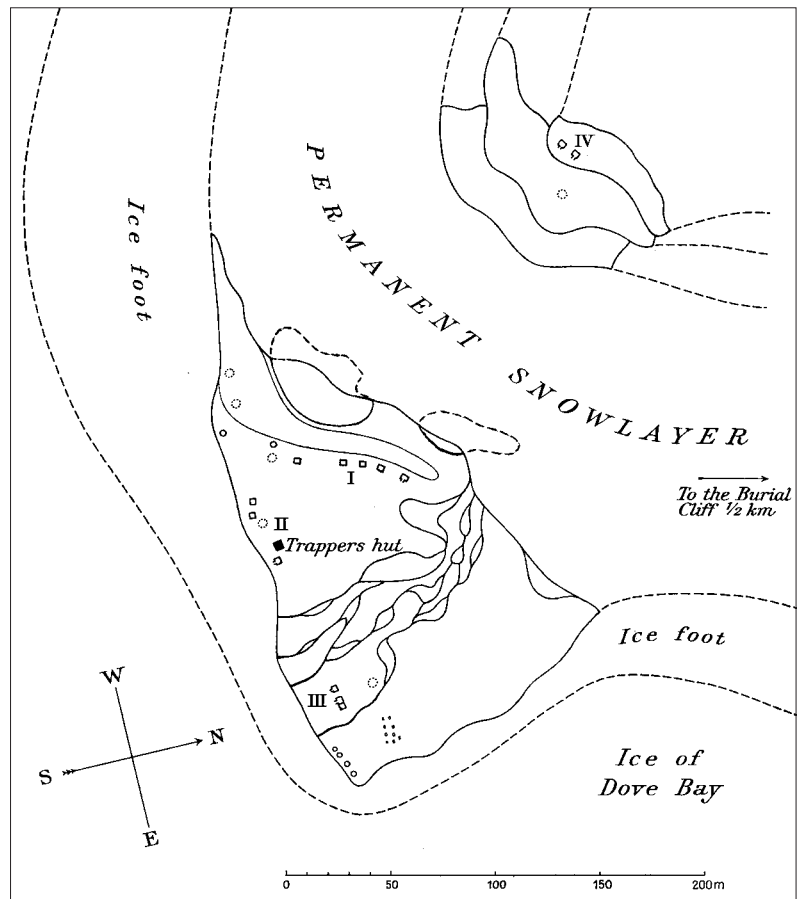 IV
PERMANENT SNOWLAYER
Ice foot
I
To the Burial
Cliff ½ km
II
Trappers hut
Ice foot
III
W
N
S
E
Ice of
Dove Bay
0 50 100 150 200 m